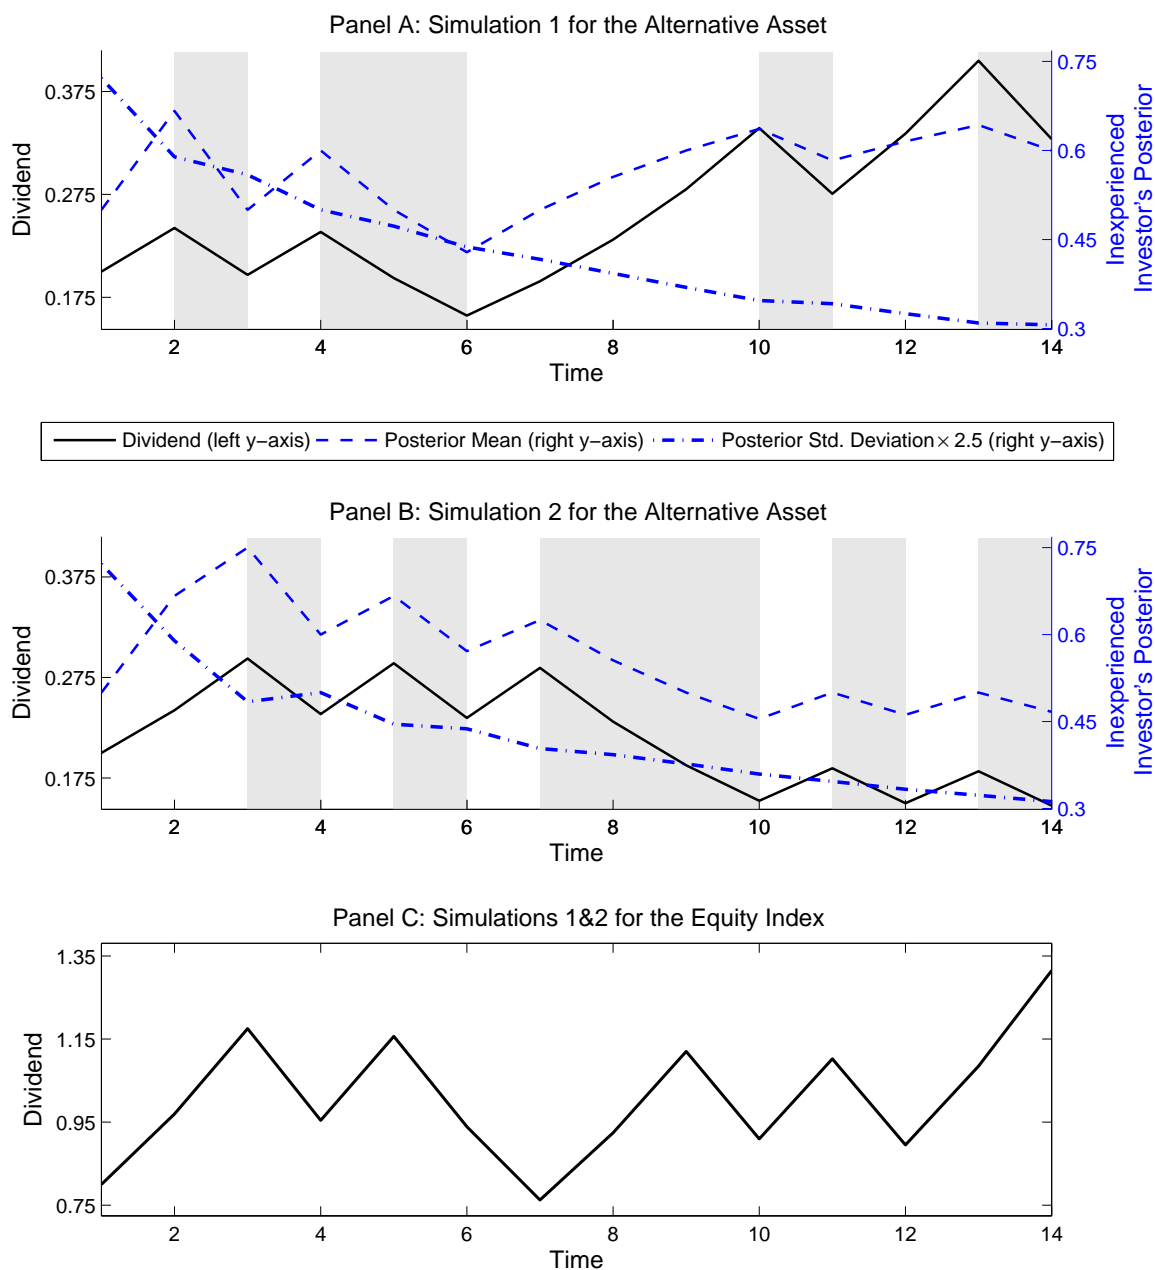 Panel A: Simulation 1 for the Alternative Asset
0.375
0.275
0.175
Dividend
0.75
0.6
0.45
0.3
Inexperienced
Investor's Posterior
2 4 6 8 10 12 14
Time
Dividend (left y−axis) Posterior Mean (right y−axis) Posterior Std. Deviation × 2.5 (right y−axis)
Panel B: Simulation 2 for the Alternative Asset
0.375
0.275
0.175
Dividend
0.75
0.6
0.45
0.3
Inexperienced
Investor's Posterior
2 4 6 8 10 12 14
Time
Panel C: Simulations 1&2 for the Equity Index
1.35
1.15
0.95
0.75
Dividend
2 4 6 8 10 12 14
Time